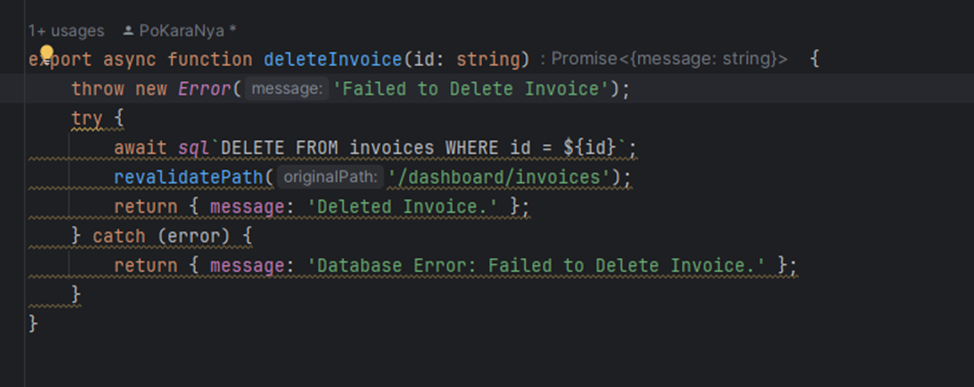 1+ usages PoKaraNya *
export async function deleteInvoice(id: string) : Promise<{message: string}> {
throw new Error( message: 'Failed to Delete Invoice');
try {
await sql`DELETE FROM invoices WHERE id = ${id}`;
revalidatePath( originalPath: '/dashboard/invoices');
return { message: 'Deleted Invoice.' };
} catch (error) {
return { message: 'Database Error: Failed to Delete Invoice.' };
}
}